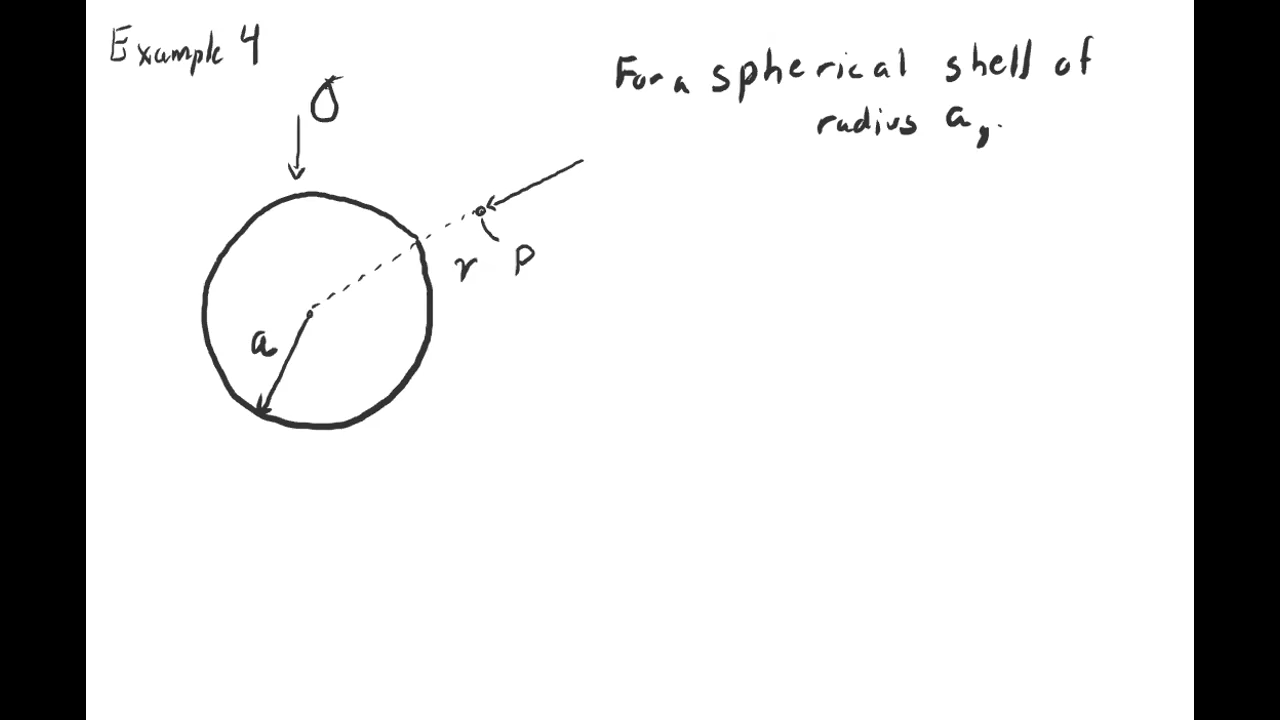 Example 4
For a spherical shell of
radius a,
σ
r P
a